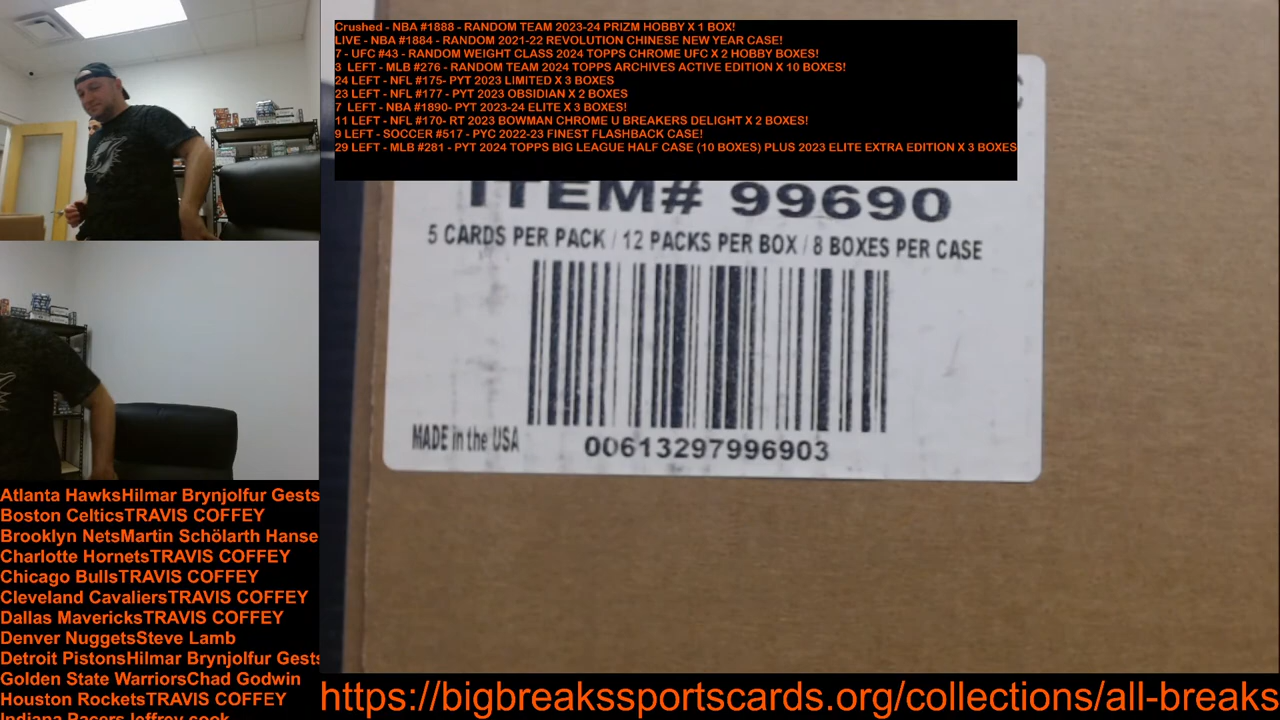 Crushed - NBA #1888 - RANDOM TEAM 2023-24 PRIZM HOBBY X 1 BOX!
LIVE - NBA #1884 - RANDOM 2021-22 REVOLUTION CHINESE NEW YEAR CASE!
7 - UFC #43 - RANDOM WEIGHT CLASS 2024 TOPPS CHROME UFC X 2 HOBBY BOXES!
3 LEFT - MLB #276 - RANDOM TEAM 2024 TOPPS ARCHIVES ACTIVE EDITION X 10 BOXES!
24 LEFT - NFL #175- PYT 2023 LIMITED X 3 BOXES
23 LEFT - NFL #177 - PYT 2023 OBSIDIAN X 2 BOXES
7 LEFT - NBA #1890- PYT 2023-24 ELITE X 3 BOXES!
11 LEFT - NFL #170- RT 2023 BOWMAN CHROME U BREAKERS DELIGHT X 2 BOXES!
9 LEFT - SOCCER #517 - PYC 2022-23 FINEST FLASHBACK CASE!
29 LEFT - MLB #281 - PYT 2024 TOPPS BIG LEAGUE HALF CASE (10 BOXES) PLUS 2023 ELITE EXTRA EDITION X 3 BOXES
ITEM# 99690
5 CARDS PER PACK / 12 PACKS PER BOX / 8 BOXES PER CASE
MADE in the USA
00613297996903
Atlanta HawksHilmar Brynjolfur Gests
Boston CelticsTRAVIS COFFEY
Brooklyn NetsMartin Schölarth Hanse
Charlotte HornetsTRAVIS COFFEY
Chicago BullsTRAVIS COFFEY
Cleveland CavaliersTRAVIS COFFEY
Dallas MavericksTRAVIS COFFEY
Denver NuggetsSteve Lamb
Detroit PistonsHilmar Brynjolfur Gests
Golden State WarriorsChad Godwin
Houston RocketsTRAVIS COFFEY
Indiana Pacers Jeffrey cook
https://bigbreakssportscards.org/collections/all-breaks